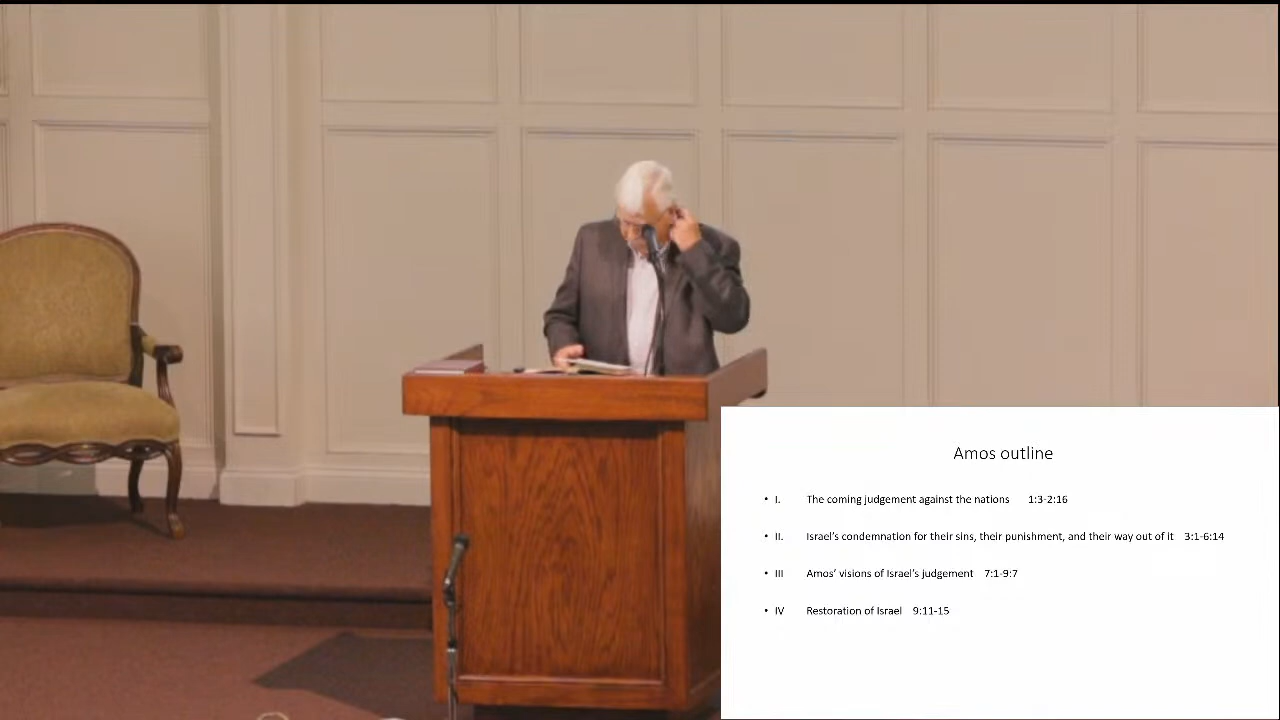 Amos outline
• I. The coming judgement against the nations 1:3-2:16
• II. Israel's condemnation for their sins, their punishment, and their way out of it 3:1-6:14
• III Amos' visions of Israel's judgement 7:1-9:7
• IV Restoration of Israel 9:11-15